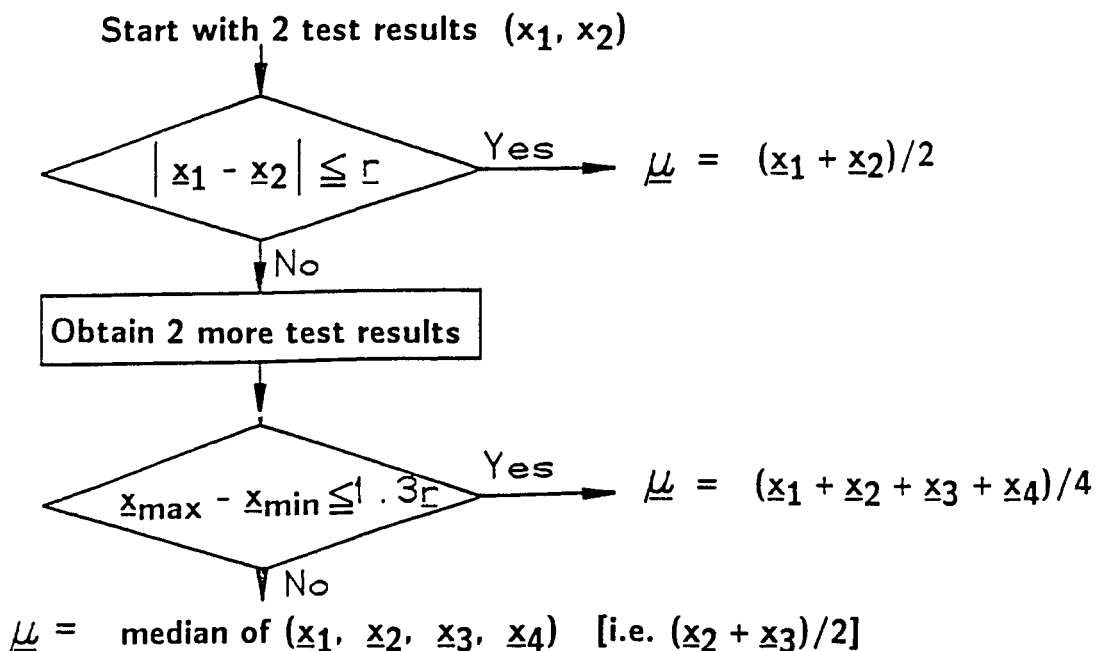 Start with 2 test results (x1, x2)
| x1 - x2 | ≦ r
Yes
μ = (x1 + x2)/2
No
Obtain 2 more test results
xmax - xmin ≦ 1.3r
Yes
μ = (x1 + x2 + x3 + x4)/4
No
μ = median of (x1, x2, x3, x4) [i.e. (x2 + x3)/2]